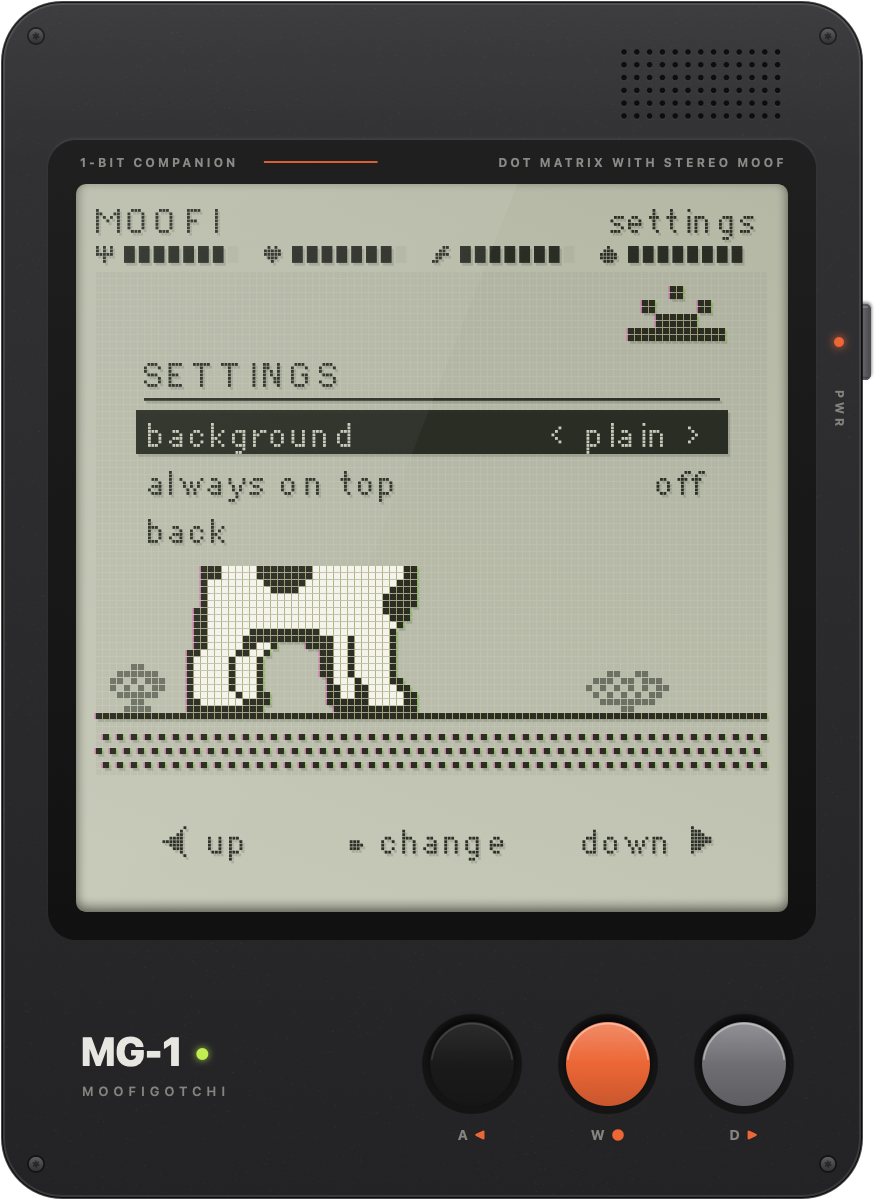 1-BIT COMPANION
DOT MATRIX WITH STEREO MOOF
MOOFI
settings
SETTINGS
background < plain >
always on top off
back
up
change
down
PWR
MG-1
MOOFIGOTCHI
A
W
D